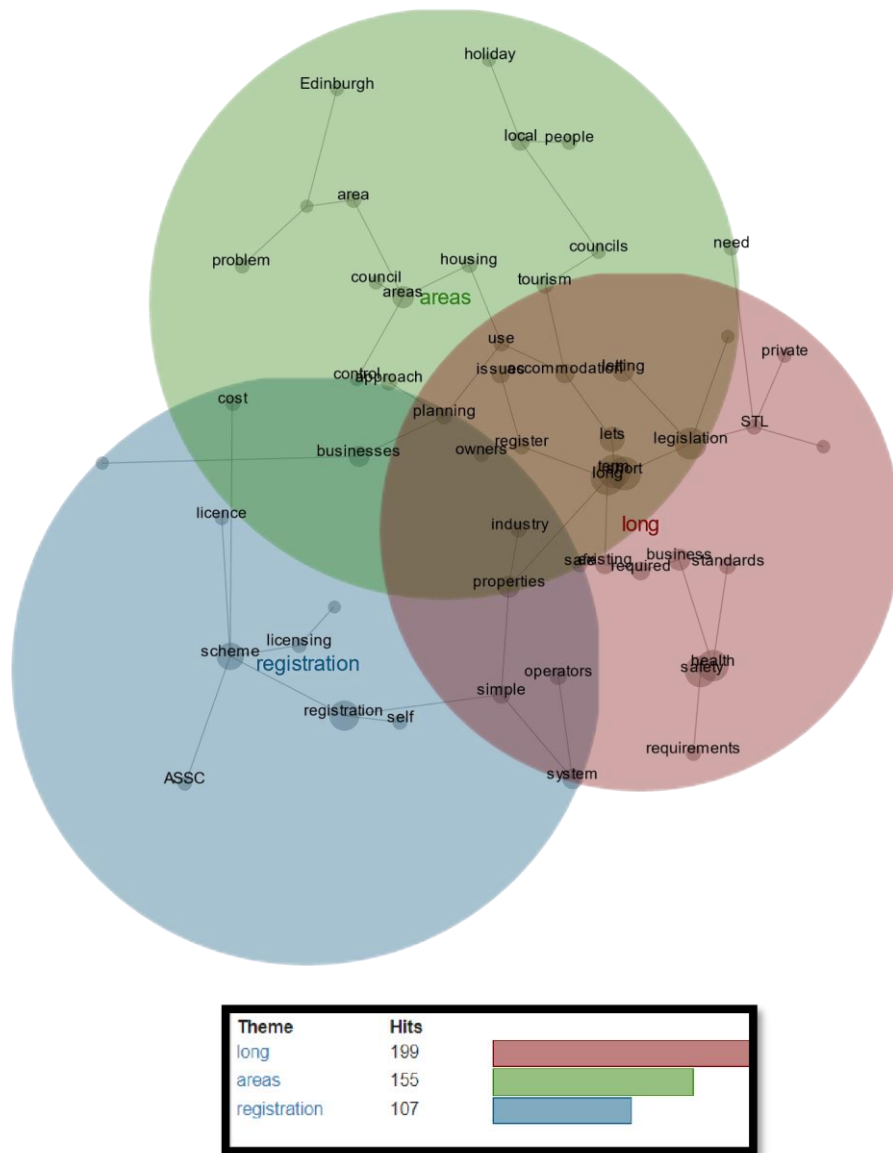 holiday
Edinburgh
local people
area
need
councils
housing
problem
council
tourism
areas areas
use
private
issues accommodation letting
control
approach
cost
planning
STL
lets legislation
businesses owners register
term short
long
licence
industry long
safe existing business
required standards
properties
licensing
scheme
registration
health
operators safety
simple
registration self
requirements
ASSC
system
Theme Hits
long 199
areas 155
registration 107